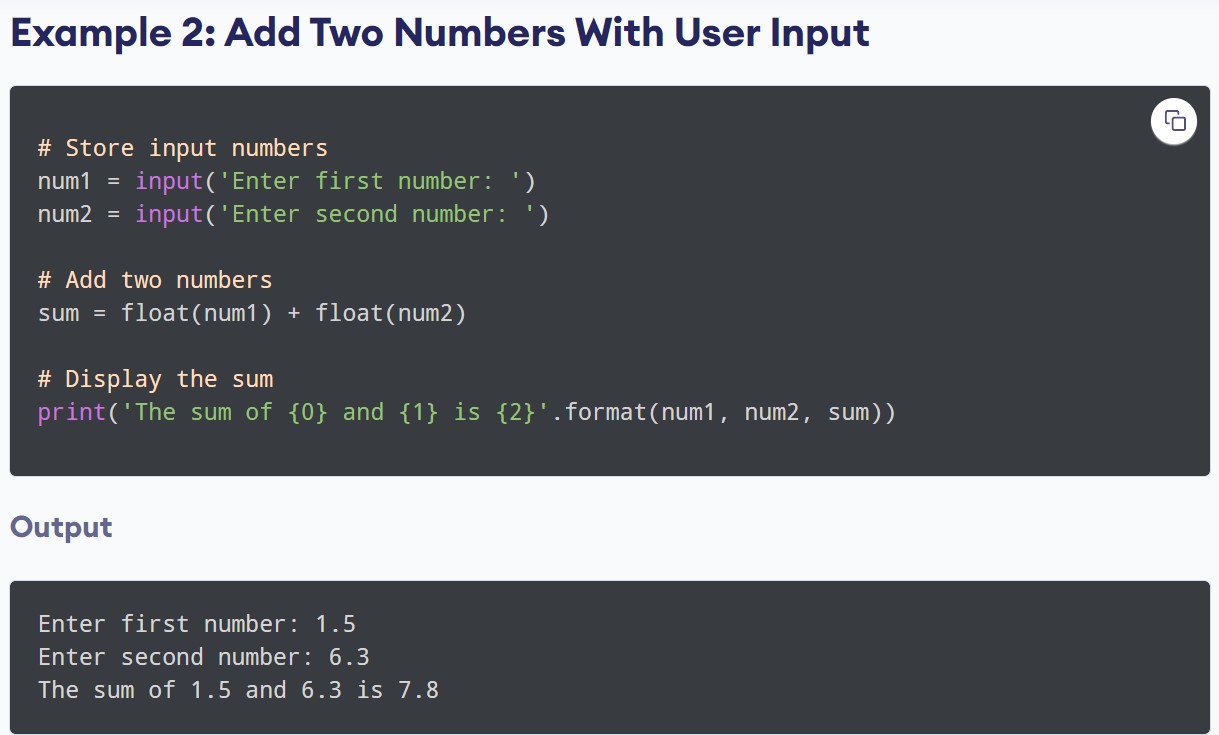 Example 2: Add Two Numbers With User Input
# Store input numbers
num1 = input('Enter first number: ')
num2 = input('Enter second number: ')
# Add two numbers
sum = float(num1) + float(num2)
# Display the sum
print('The sum of {0} and {1} is {2}'.format(num1, num2, sum))
Output
Enter first number: 1.5
Enter second number: 6.3
The sum of 1.5 and 6.3 is 7.8